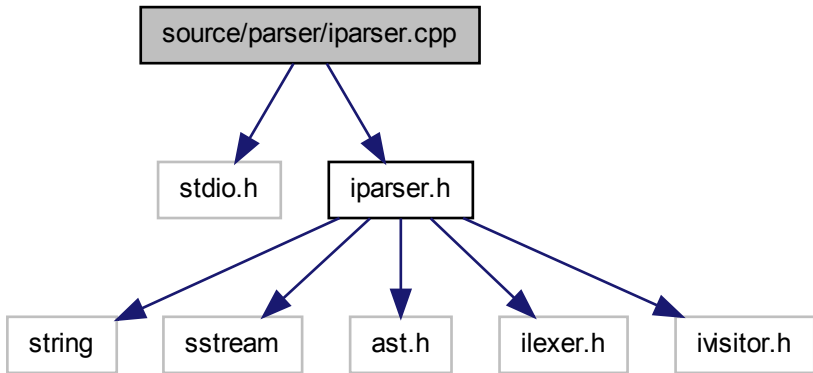 source/parser/iparser.cpp
stdio.h
iparser.h
string
sstream
ast.h
ilexer.h
ivisitor.h